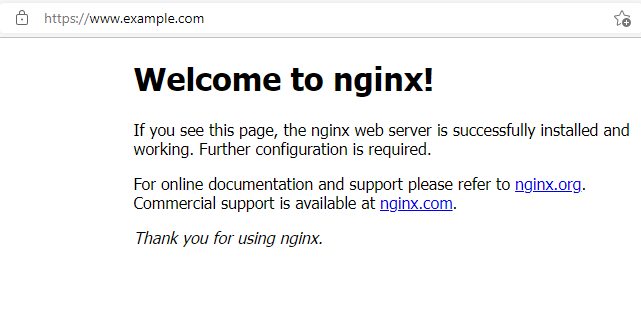 https://www.example.com
Welcome to nginx!
If you see this page, the nginx web server is successfully installed and
working. Further configuration is required.
For online documentation and support please refer to nginx.org.
Commercial support is available at nginx.com.
Thank you for using nginx.